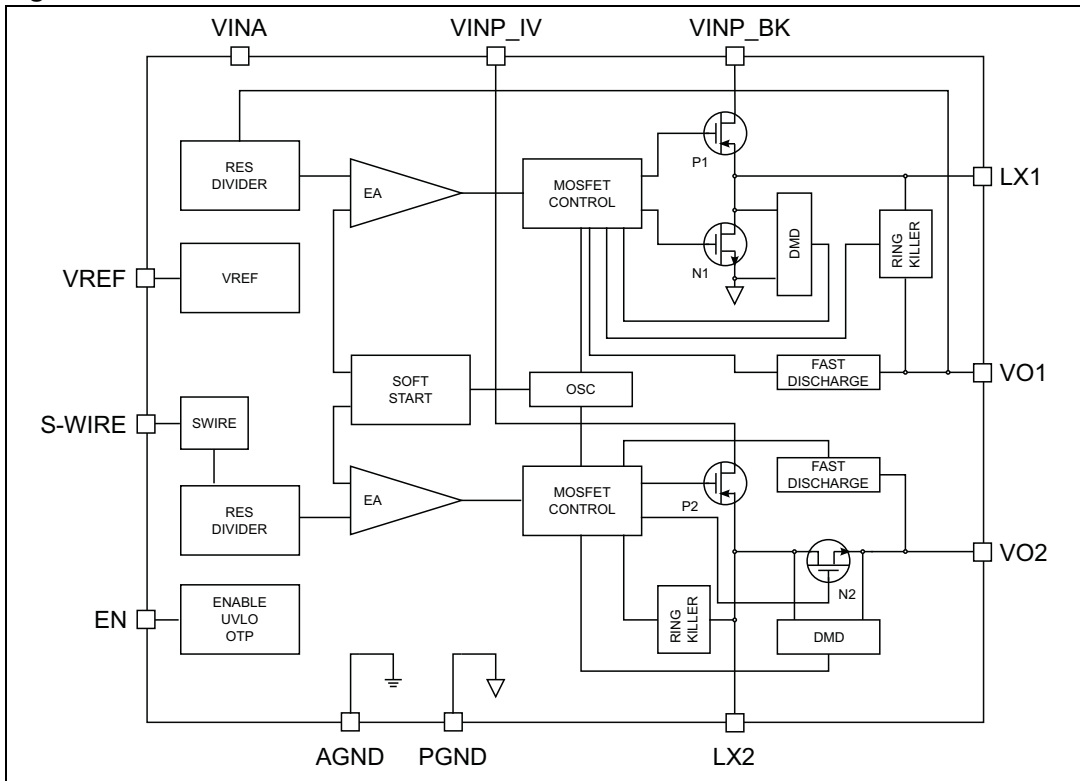 VINA VINP_IV VINP_BK
RES
DIVIDER
EA
MOSFET
CONTROL
P1
N1
DMD
RING
KILLER
LX1
VREF
VREF
SOFT
START
OSC
FAST
DISCHARGE
VO1
S-WIRE
SWIRE
RES
DIVIDER
EA
MOSFET
CONTROL
P2
FAST
DISCHARGE
VO2
N2
EN
ENABLE
UVLO
OTP
RING
KILLER
DMD
AGND PGND LX2